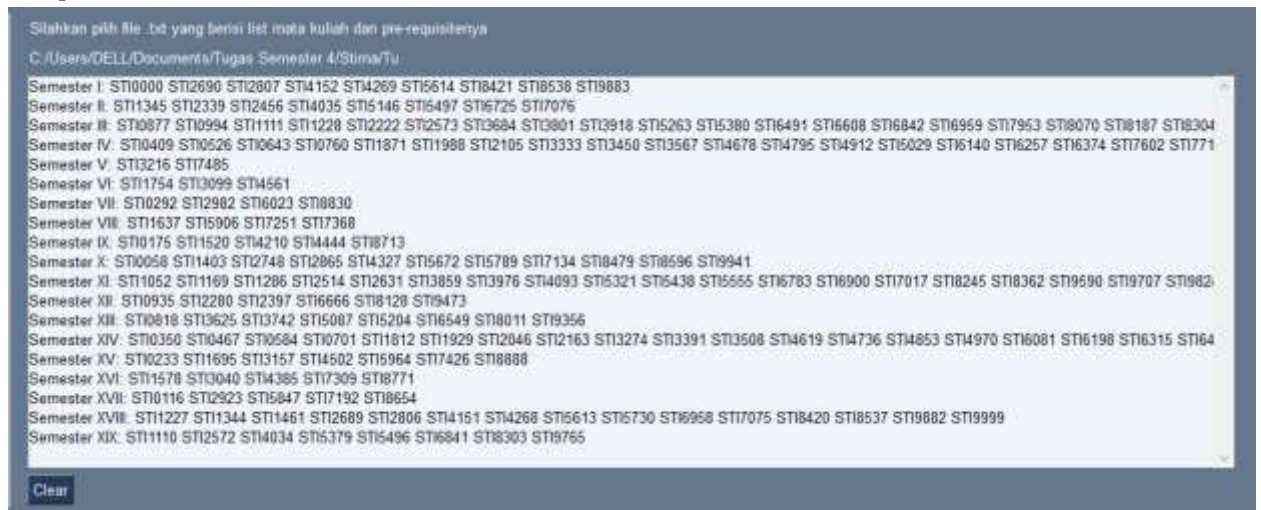 Silahkan pilih file .txt yang berisi list mata kuliah dan pre-requisitenya
C:/Users/DELL/Documents/Tugas Semester 4/Stima/Tu
Semester I: STI0000 STI2690 STI2807 STI4152 STI4269 STI5614 STI8421 STI8538 STI9883
Semester II: STI1345 STI2339 STI2456 STI4035 STI5146 STI5497 STI6725 STI7076
Semester III: STI0877 STI0994 STI1111 STI1228 STI2222 STI2573 STI3684 STI3801 STI3918 STI5263 STI5380 STI6491 STI6608 STI6842 STI6959 STI7953 STI8070 STI8187 STI8304
Semester IV: STI0409 STI0526 STI0643 STI0760 STI1871 STI1988 STI2105 STI3333 STI3450 STI3567 STI4678 STI4795 STI4912 STI5029 STI6140 STI6257 STI6374 STI7602 STI771
Semester V: STI3216 STI7485
Semester VI: STI1754 STI3099 STI4561
Semester VII: STI0292 STI2982 STI6023 STI8830
Semester VIII: STI1637 STI5906 STI7251 STI7368
Semester IX: STI0175 STI1520 STI4210 STI4444 STI8713
Semester X: STI0058 STI1403 STI2748 STI2865 STI4327 STI5672 STI5789 STI7134 STI8479 STI8596 STI9941
Semester XI: STI1052 STI1169 STI1286 STI2514 STI2631 STI3859 STI3976 STI4093 STI5321 STI5438 STI5555 STI6783 STI6900 STI7017 STI8245 STI8362 STI9590 STI9707 STI982
Semester XII: STI0935 STI2280 STI2397 STI6666 STI8128 STI9473
Semester XIII: STI0818 STI3625 STI3742 STI5087 STI5204 STI6549 STI8011 STI9356
Semester XIV: STI0350 STI0467 STI0584 STI0701 STI1812 STI1929 STI2046 STI2163 STI3274 STI3391 STI3508 STI4619 STI4736 STI4853 STI4970 STI6081 STI6198 STI6315 STI64
Semester XV: STI0233 STI1695 STI3157 STI4502 STI5964 STI7426 STI8888
Semester XVI: STI1578 STI3040 STI4385 STI7309 STI8771
Semester XVII: STI0116 STI2923 STI5847 STI7192 STI8654
Semester XVIII: STI1227 STI1344 STI1461 STI2689 STI2806 STI4151 STI4268 STI5613 STI5730 STI6958 STI7075 STI8420 STI8537 STI9882 STI9999
Semester XIX: STI1110 STI2572 STI4034 STI5379 STI5496 STI6841 STI8303 STI9765
Clear